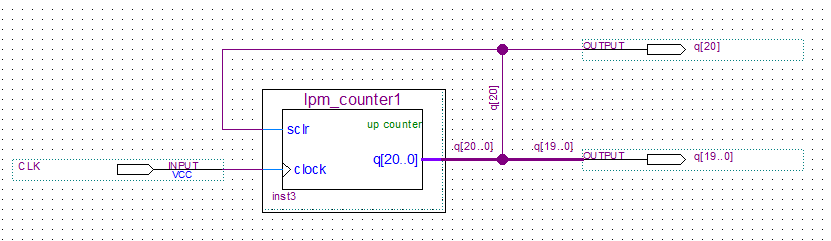 OUTPUT q[20]
q[20]
lpm_counter1
sclr
up counter
q[20..0] q[20..0] q[19..0] OUTPUT q[19..0]
CLK INPUT
VCC
clock
inst3